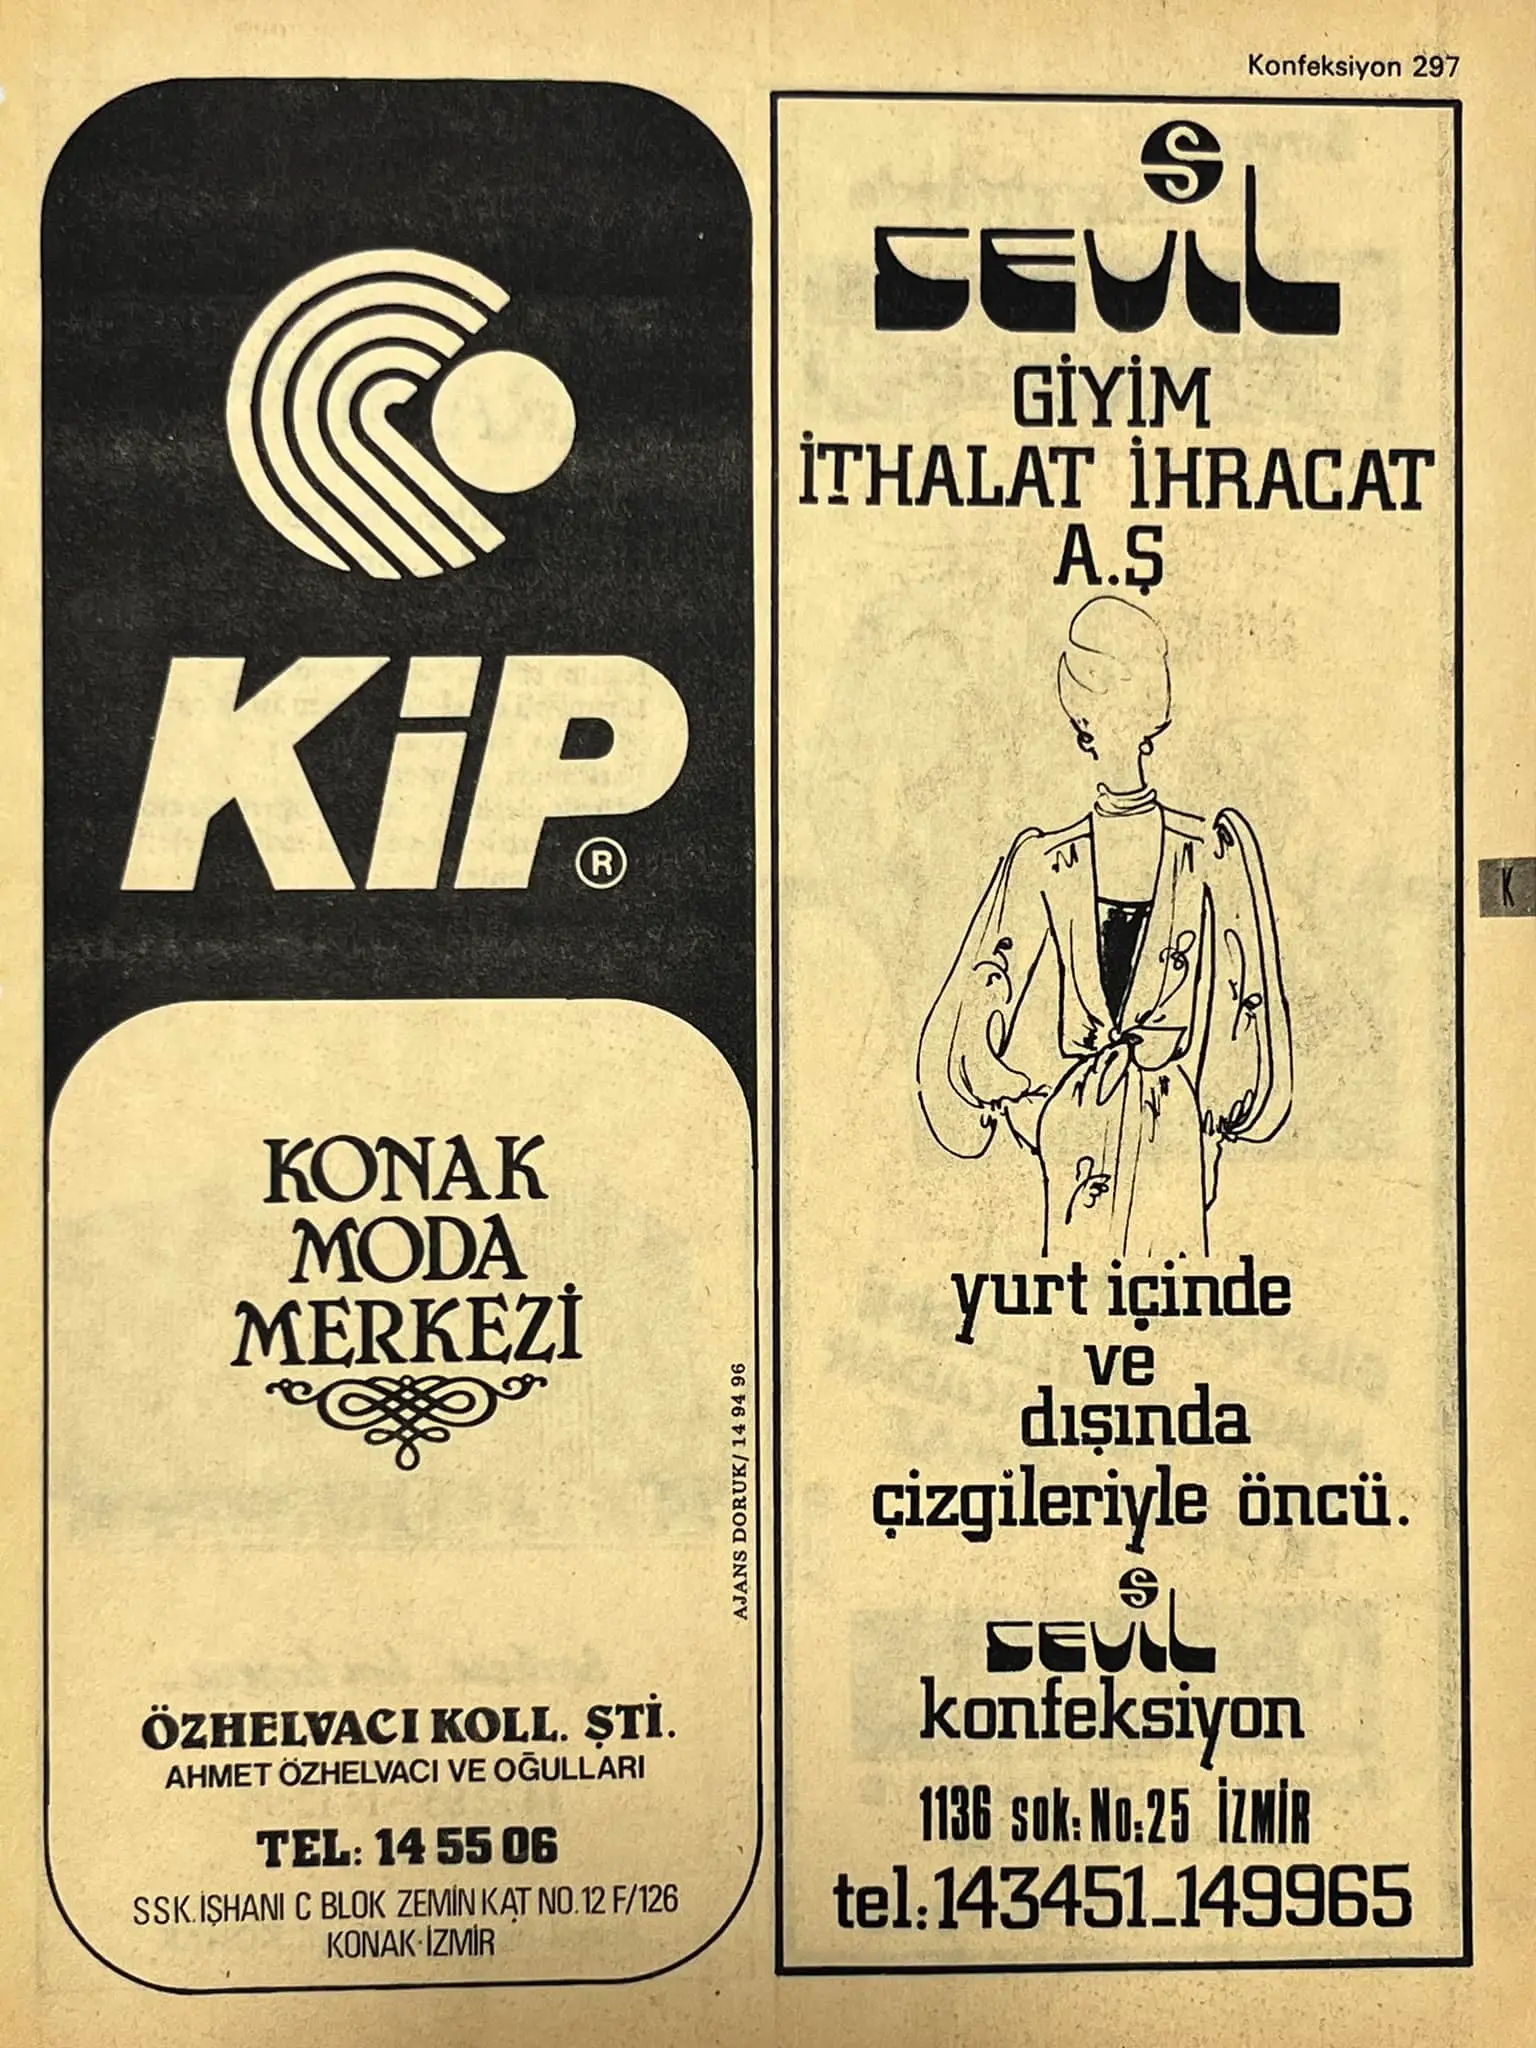 Konfeksiyon 297
KİP
R
KONAK
MODA
MERKEZİ
AJANS DORUK/ 14 94 96
ÖZHELVACI KOLL. ŞTİ.
AHMET ÖZHELVACI VE OĞULLARI
TEL: 14 55 06
SSK.İŞHANI C BLOK ZEMİN KAT NO.12 F/126
KONAK-İZMİR
S
SEVİL
GİYİM
İTHALAT İHRACAT
A.Ş
yurt içinde
ve
dışında
çizgileriyle öncü.
S
SEVİL
konfeksiyon
1136 sok: No:25 İZMİR
tel:143451_149965
K